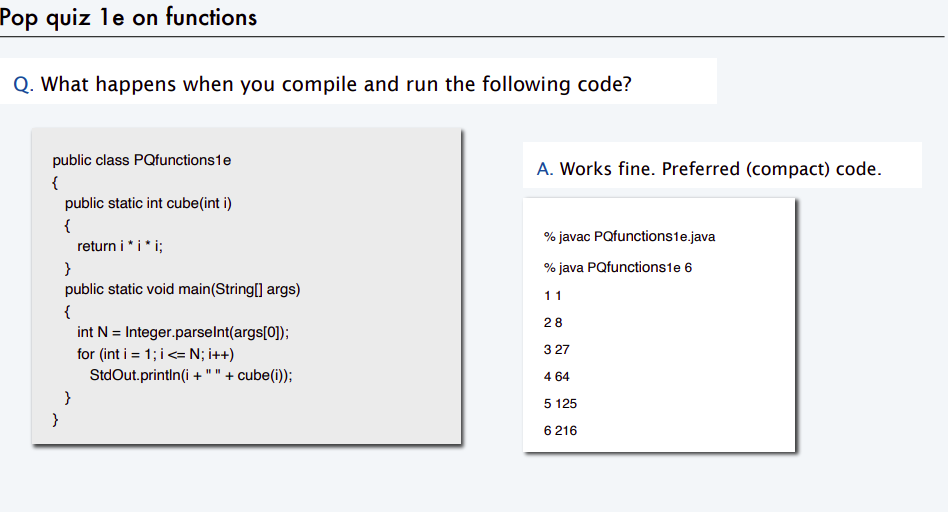 Pop quiz 1e on functions
Q. What happens when you compile and run the following code?
public class PQfunctions1e
{
public static int cube(int i)
{
return i * i * i;
}
public static void main(String[] args)
{
int N = Integer.parseInt(args[0]);
for (int i = 1; i <= N; i++)
StdOut.println(i + " " + cube(i));
}
}
A. Works fine. Preferred (compact) code.
% javac PQfunctions1e.java
% java PQfunctions1e 6
1 1
2 8
3 27
4 64
5 125
6 216